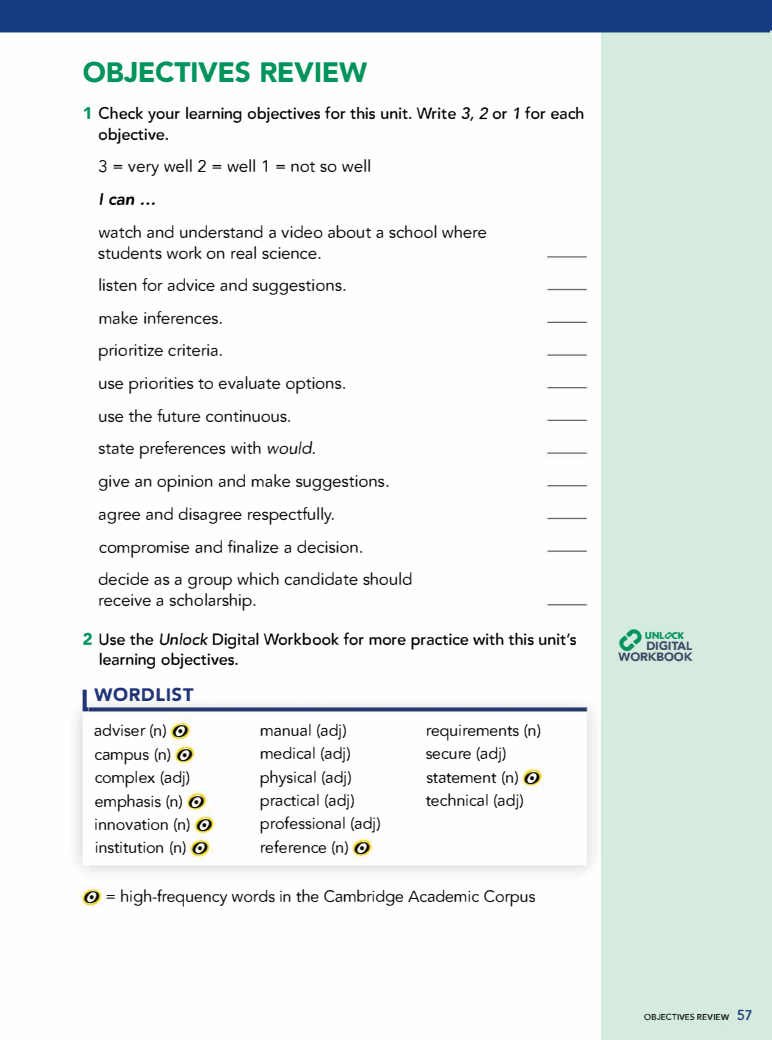 OBJECTIVES REVIEW
1 Check your learning objectives for this unit. Write 3, 2 or 1 for each
objective.
3 = very well 2 = well 1 = not so well
I can ...
watch and understand a video about a school where
students work on real science.
listen for advice and suggestions.
make inferences.
prioritize criteria.
use priorities to evaluate options.
use the future continuous.
state preferences with would.
give an opinion and make suggestions.
agree and disagree respectfully.
compromise and finalize a decision.
decide as a group which candidate should
receive a scholarship.
2 Use the Unlock Digital Workbook for more practice with this unit's
learning objectives.
UNLOCK
DIGITAL
WORKBOOK
WORDLIST
adviser (n)
campus (n)
complex (adj)
emphasis (n)
innovation (n)
institution (n)
manual (adj)
medical (adj)
physical (adj)
practical (adj)
professional (adj)
reference (n)
requirements (n)
secure (adj)
statement (n)
technical (adj)
= high-frequency words in the Cambridge Academic Corpus
OBJECTIVES REVIEW 57